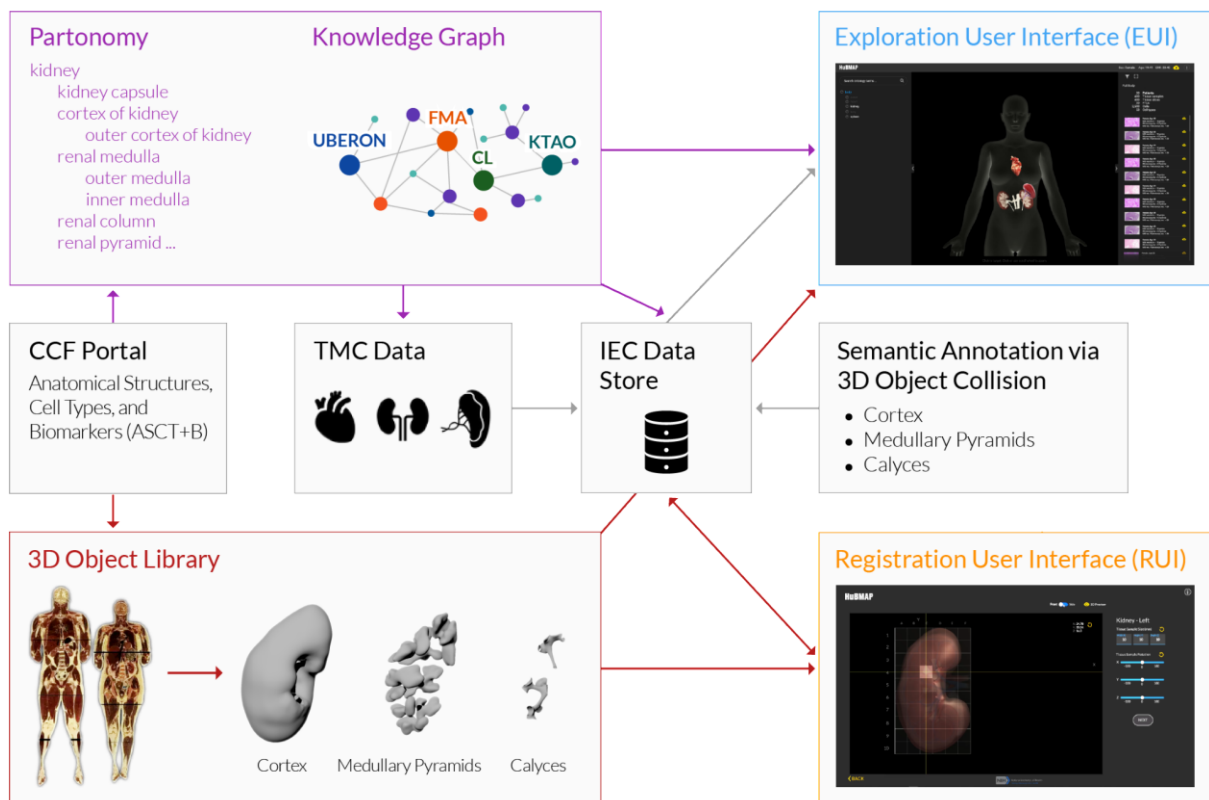 Partonomy
kidney
kidney capsule
cortex of kidney
outer cortex of kidney
renal medulla
outer medulla
inner medulla
renal column
renal pyramid ...
Knowledge Graph
UBERON
FMA
CL
KTAO
Exploration User Interface (EUI)
HuBMAP
CCF Portal
Anatomical Structures,
Cell Types, and
Biomarkers (ASCT+B)
TMC Data
IEC Data
Store
Semantic Annotation via
3D Object Collision
• Cortex
• Medullary Pyramids
• Calyces
3D Object Library
Cortex
Medullary Pyramids
Calyces
Registration User Interface (RUI)
HuBMAP
Kidney - Left